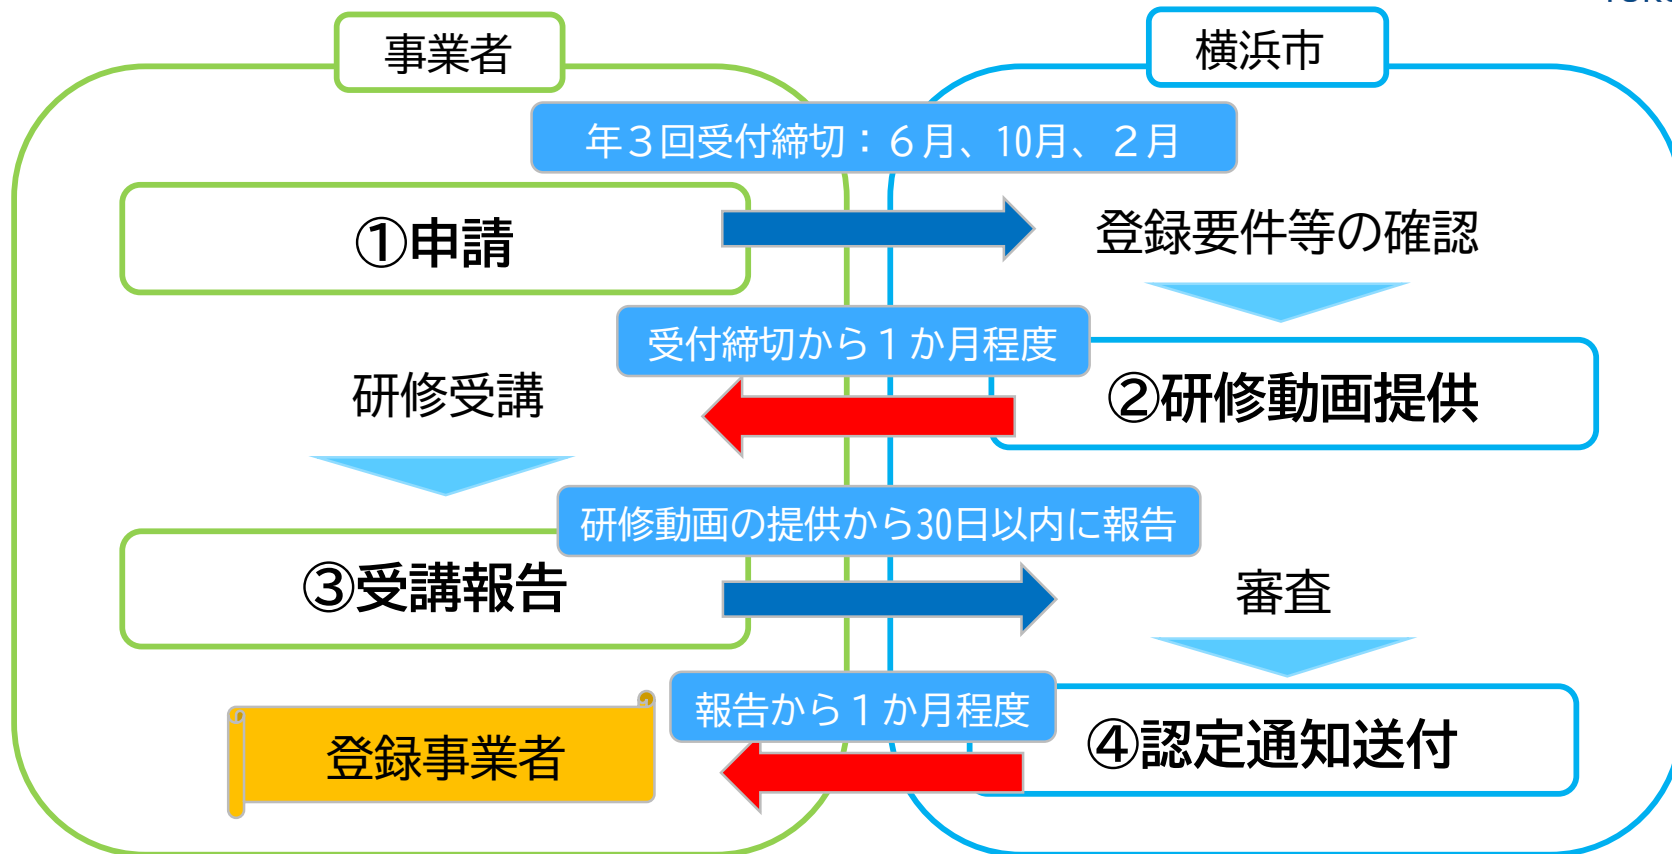 事業者
横浜市
年３回受付締切：６月、10月、２月
①申請
登録要件等の確認
受付締切から１か月程度
研修受講
②研修動画提供
研修動画の提供から30日以内に報告
③受講報告
審査
報告から１か月程度
登録事業者
④認定通知送付